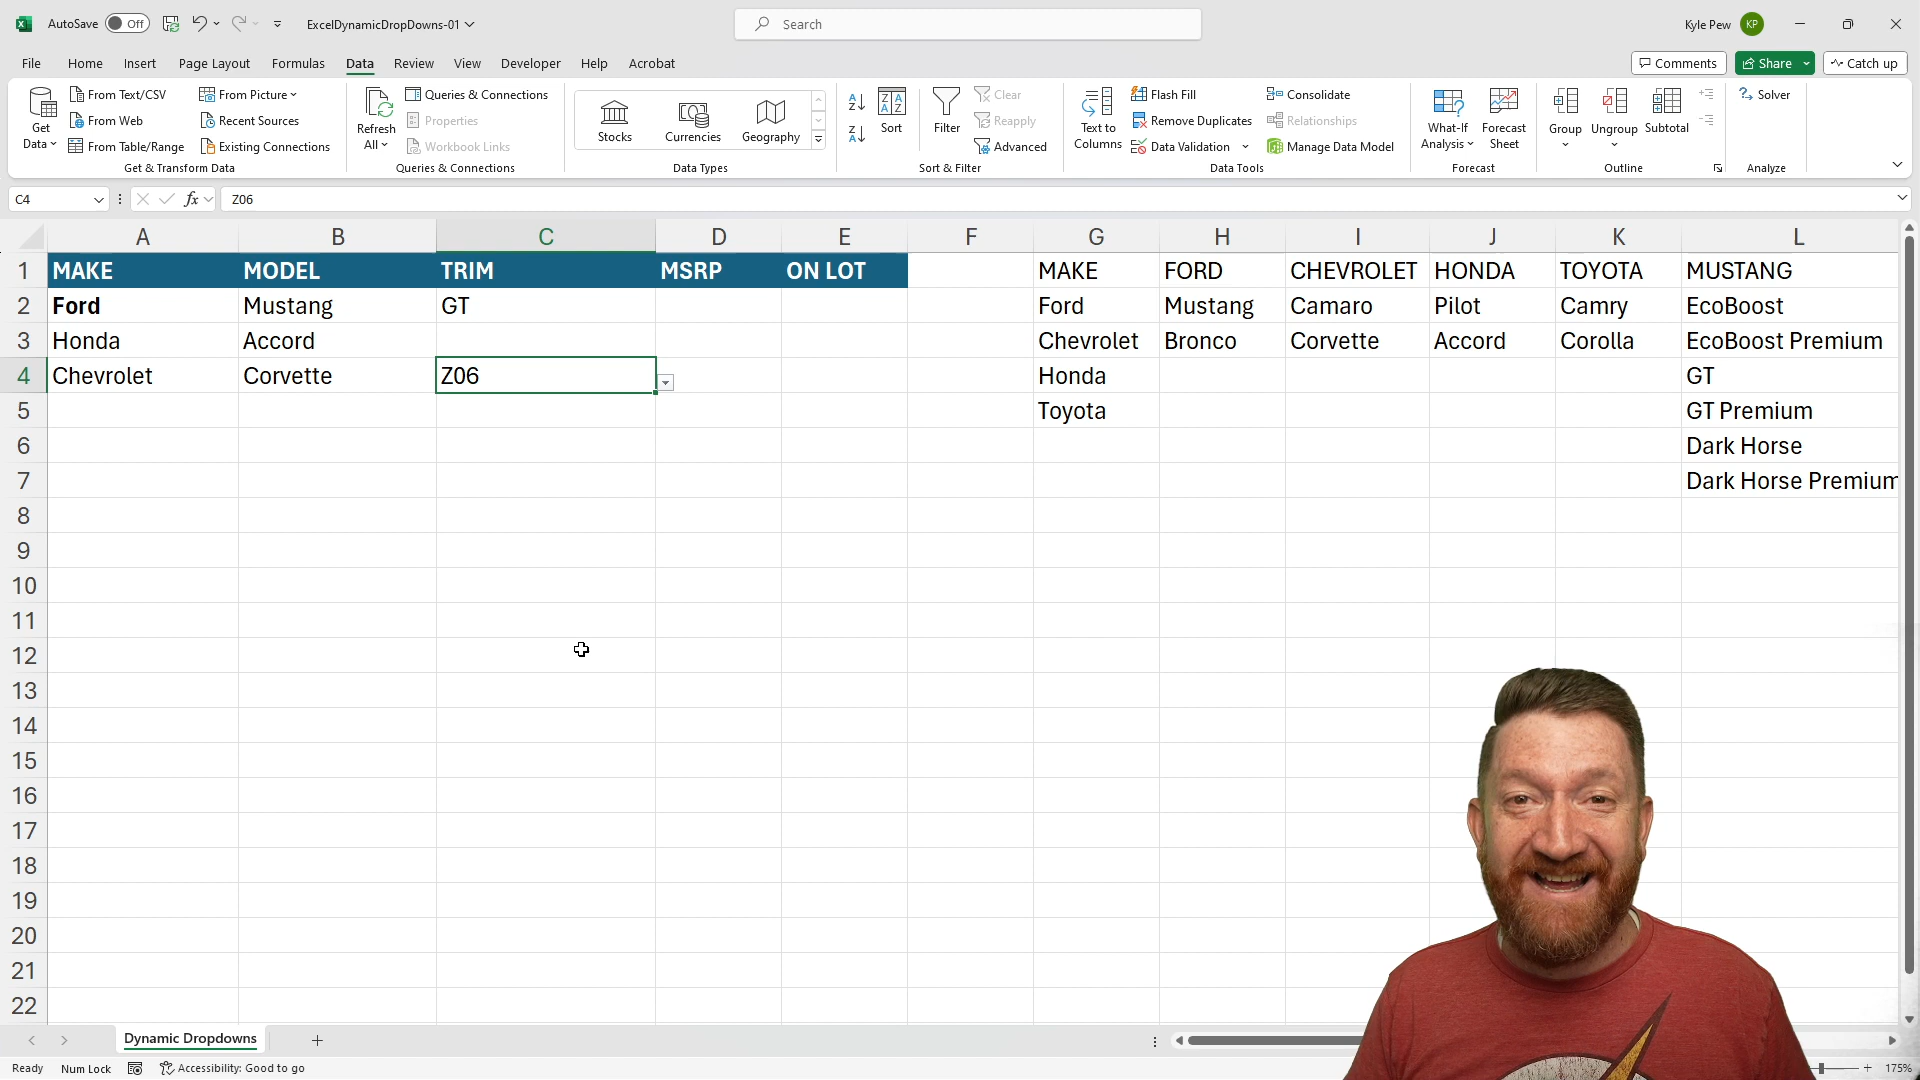 AutoSave Off ExcelDynamicDropDowns-01 Search Kyle Pew KP
File Home Insert Page Layout Formulas Data Review View Developer Help Acrobat Comments Share Catch up
Get Data
From Text/CSV
From Web
From Table/Range
From Picture
Recent Sources
Existing Connections
Get & Transform Data
Refresh All
Queries & Connections
Properties
Workbook Links
Queries & Connections
Stocks Currencies Geography
Data Types
Sort
Filter
Clear
Reapply
Advanced
Sort & Filter
Text to Columns
Flash Fill
Remove Duplicates
Data Validation
Consolidate
Relationships
Manage Data Model
Data Tools
What-If Analysis
Forecast Sheet
Forecast
Group Ungroup Subtotal
Outline
Solver
Analyze
C4 fx Z06
A B C D E F G H I J K L
1 MAKE MODEL TRIM MSRP ON LOT MAKE FORD CHEVROLET HONDA TOYOTA MUSTANG
2 Ford Mustang GT Ford Mustang Camaro Pilot Camry EcoBoost
3 Honda Accord Chevrolet Bronco Corvette Accord Corolla EcoBoost Premium
4 Chevrolet Corvette Z06 Honda GT
5 Toyota GT Premium
6 Dark Horse
7 Dark Horse Premium
8
9
10
11
12
13
14
15
16
17
18
19
20
21
22
Dynamic Dropdowns
Ready Num Lock Accessibility: Good to go 175%